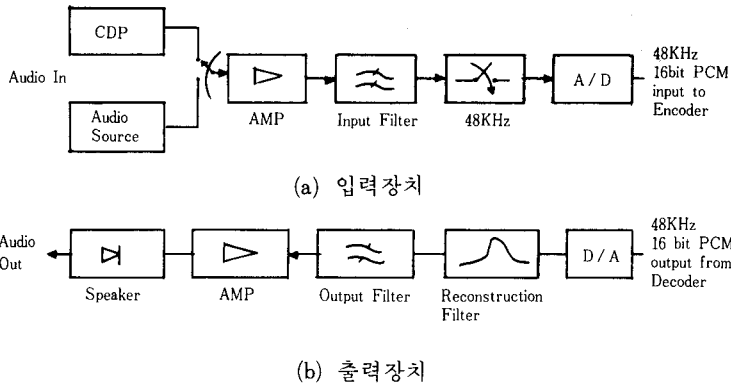 CDP
Audio In
Audio
Source
AMP
Input Filter
48KHz
A/D
48KHz
16bit PCM
input to
Encoder
(a) 입력장치
Audio
Out
Speaker
AMP
Output Filter
Reconstruction
Filter
D/A
48KHz
16 bit PCM
output from
Decoder
(b) 출력장치